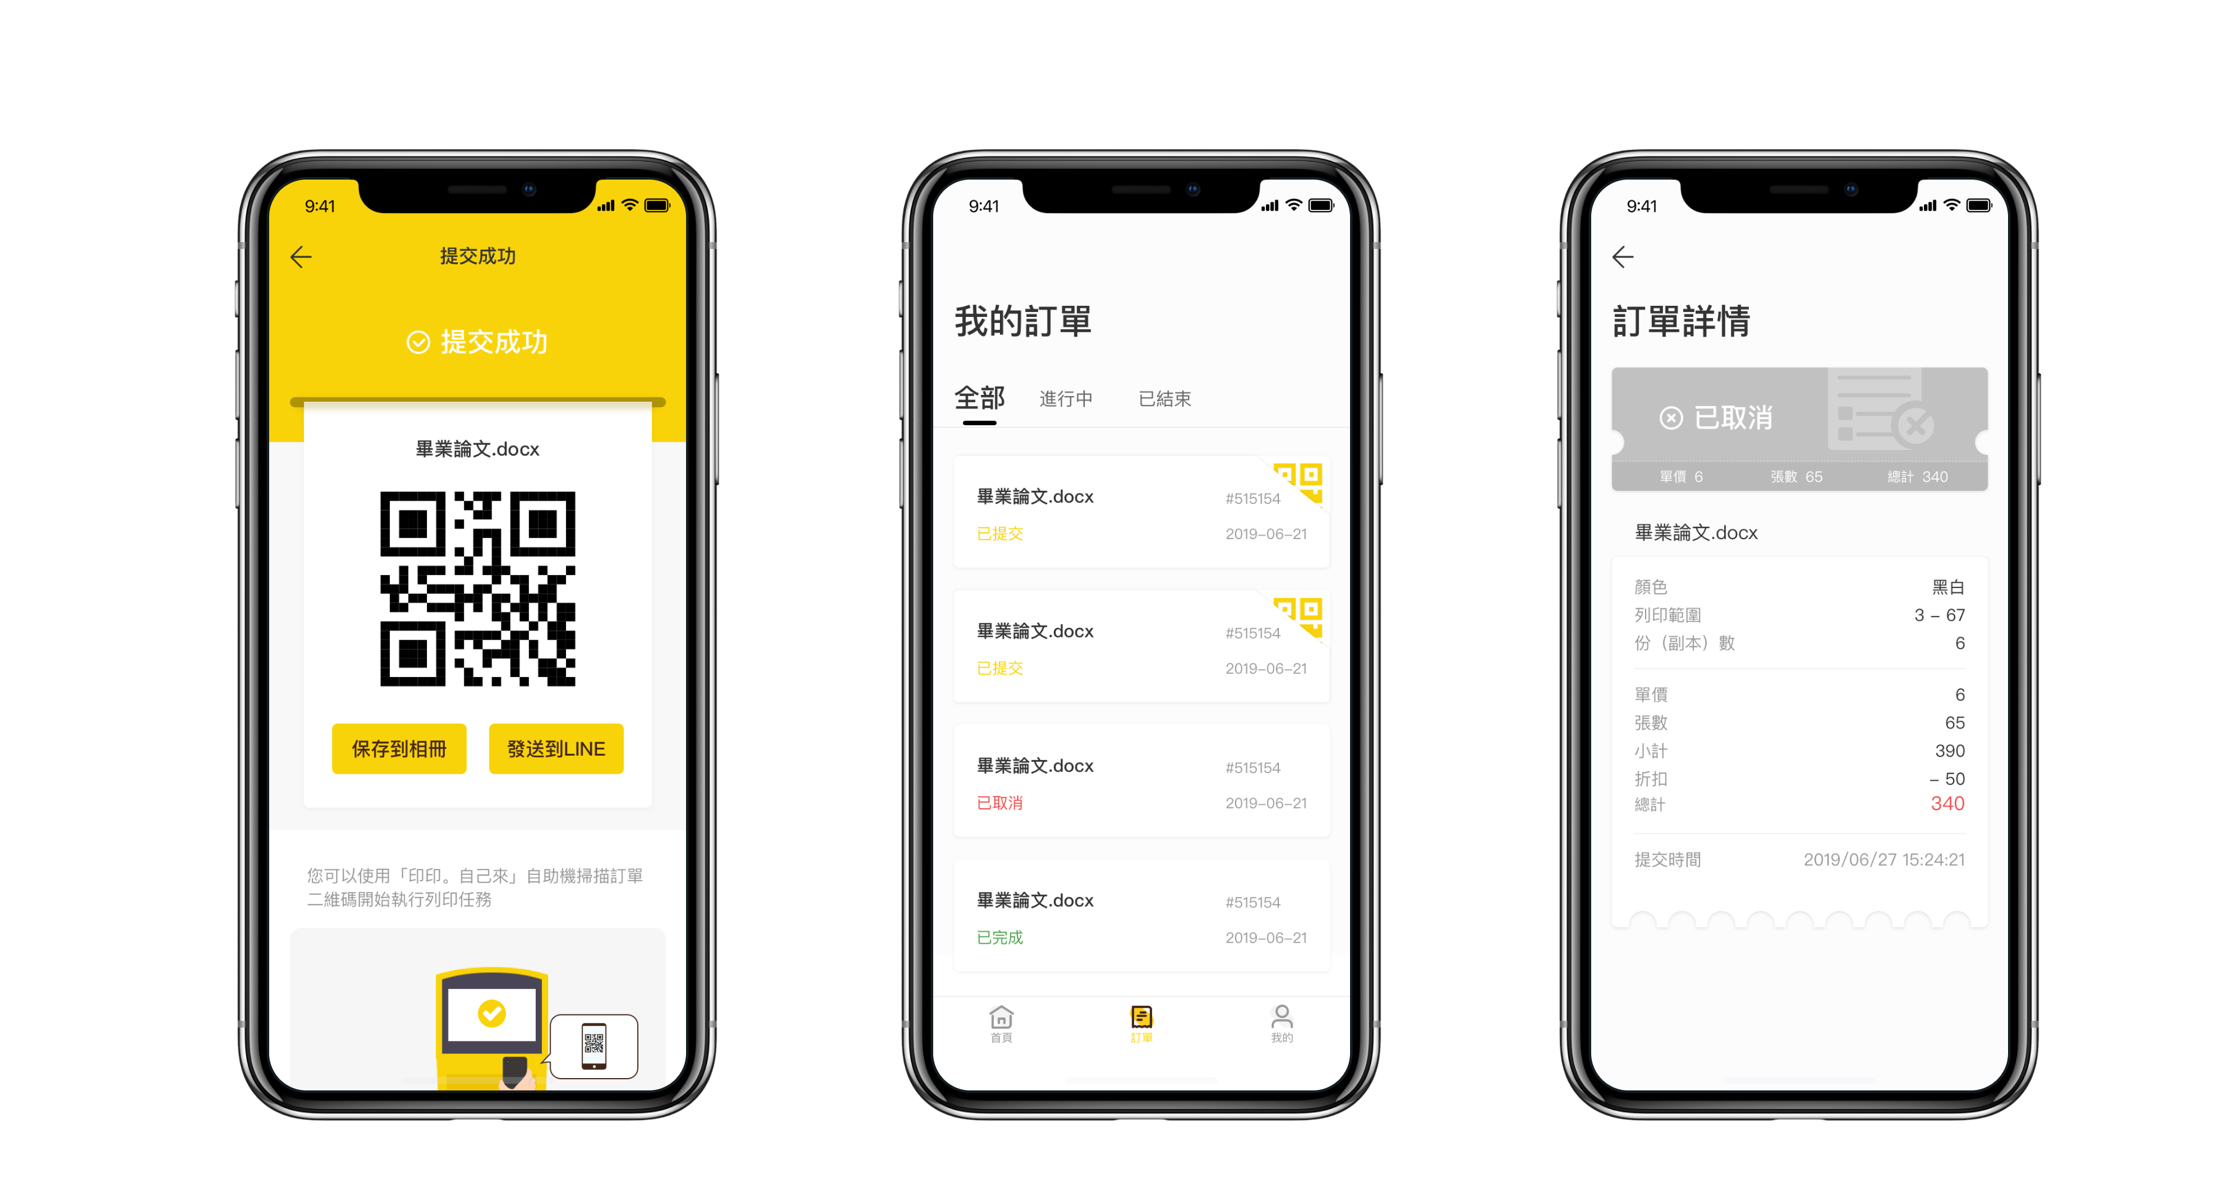 9:41
提交成功
提交成功
畢業論文.docx
保存到相冊
發送到LINE
您可以使用「印印。自己來」自助機掃描訂單
二維碼開始執行列印任務
9:41
我的訂單
全部 進行中 已結束
畢業論文.docx #515154
已提交 2019-06-21
畢業論文.docx #515154
已提交 2019-06-21
畢業論文.docx #515154
已取消 2019-06-21
畢業論文.docx #515154
已完成 2019-06-21
首頁 訂單 我的
9:41
訂單詳情
已取消
單價 6 張數 65 總計 340
畢業論文.docx
顏色 黑白
列印範圍 3 - 67
份（副本）數 6
單價 6
張數 65
小計 390
折扣 - 50
總計 340
提交時間 2019/06/27 15:24:21